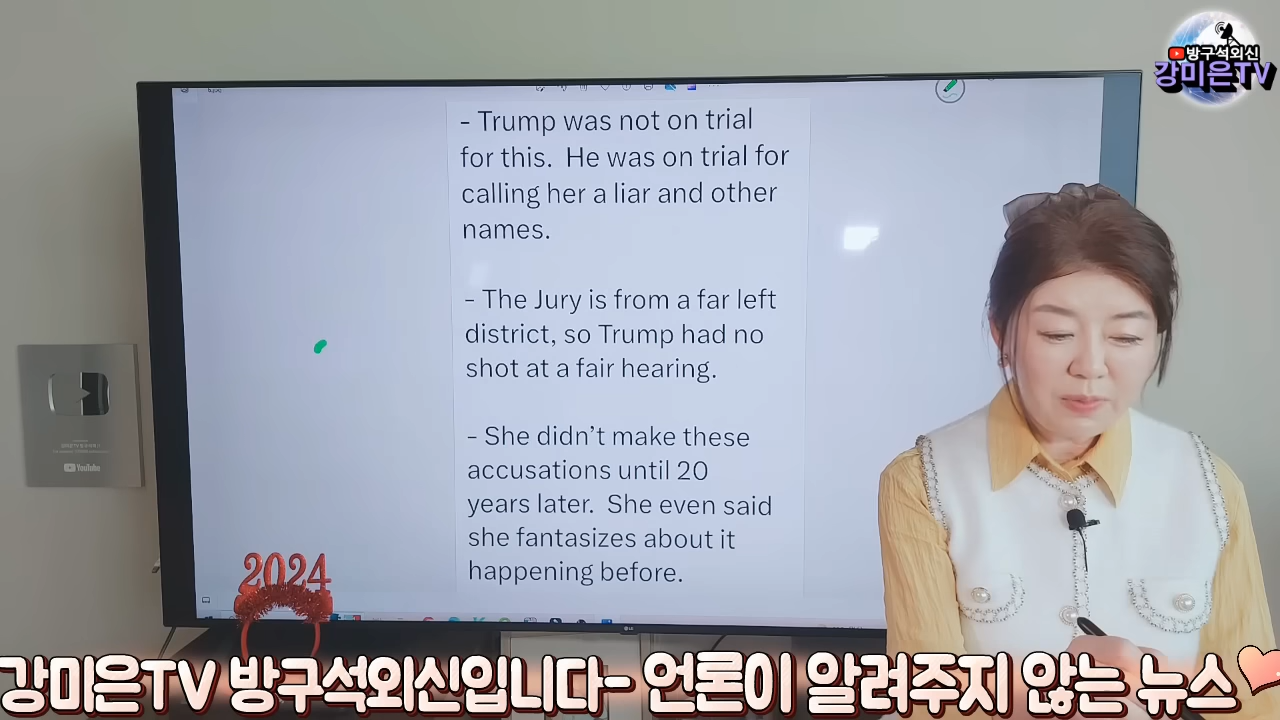 방구석외신
강미은TV
- Trump was not on trial
for this. He was on trial for
calling her a liar and other
names.
- The Jury is from a far left
district, so Trump had no
shot at a fair hearing.
- She didn't make these
accusations until 20
years later. She even said
she fantasizes about it
happening before.
YouTube
2024
LG
강미은TV 방구석외신입니다- 언론이 알려주지 않는 뉴스